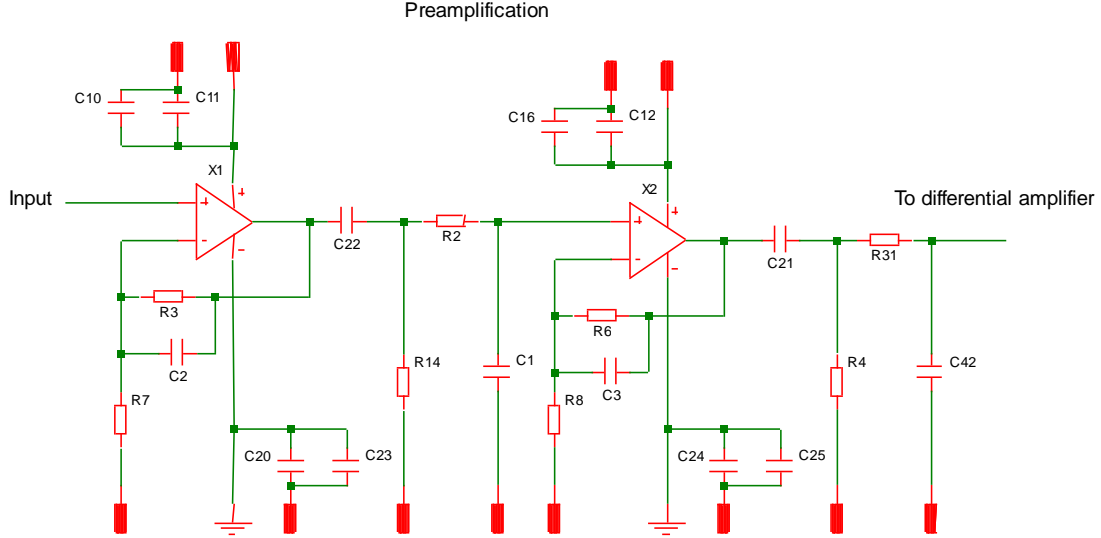 Preamplification
C10
C11
C16
C12
X1
X2
Input
To differential amplifier
+
+
+
+
-
-
-
-
C22
R2
C21
R31
R3
R6
C2
R14
C1
C3
R4
C42
R7
R8
C20
C23
C24
C25